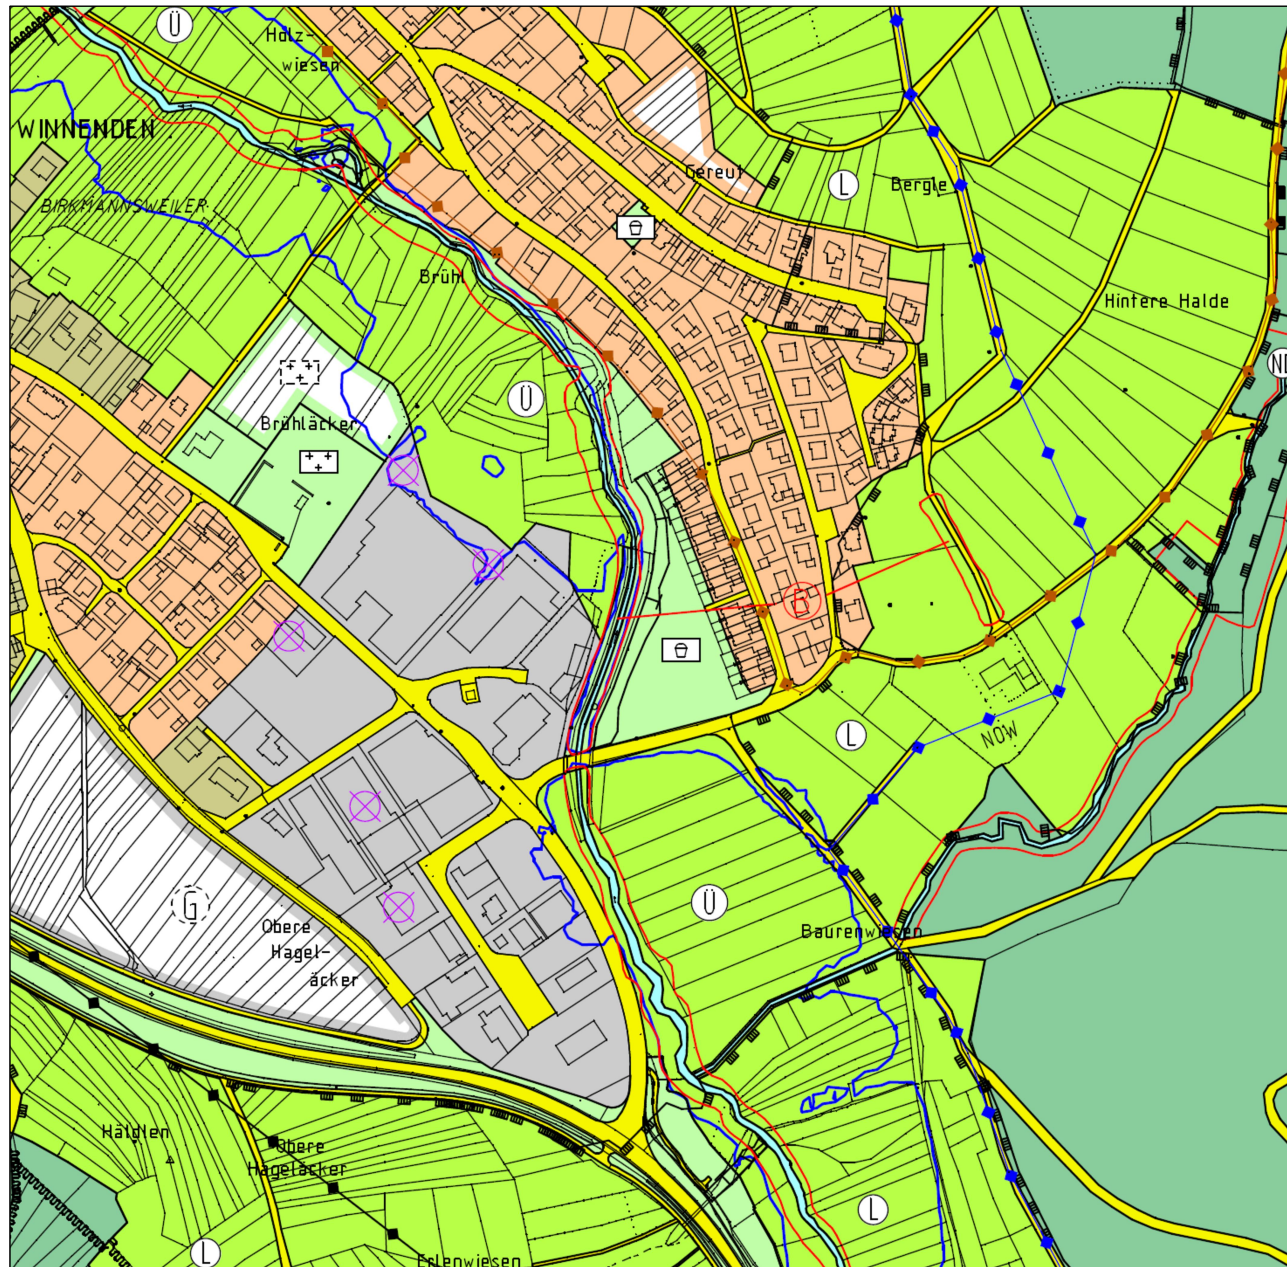 Ü
Holz-
wiesen
WINNENDEN
Gereut
L
Bergle
BIRKMANNSWEILER
Brühl
Hintere Halde
Ü
Brühläcker
B
L
NOW
G
Ü
Obere
Hagel-
äcker
Baurenwiesen
Häldlen
Obere
Hageläcker
L
L
Erlenwiesen